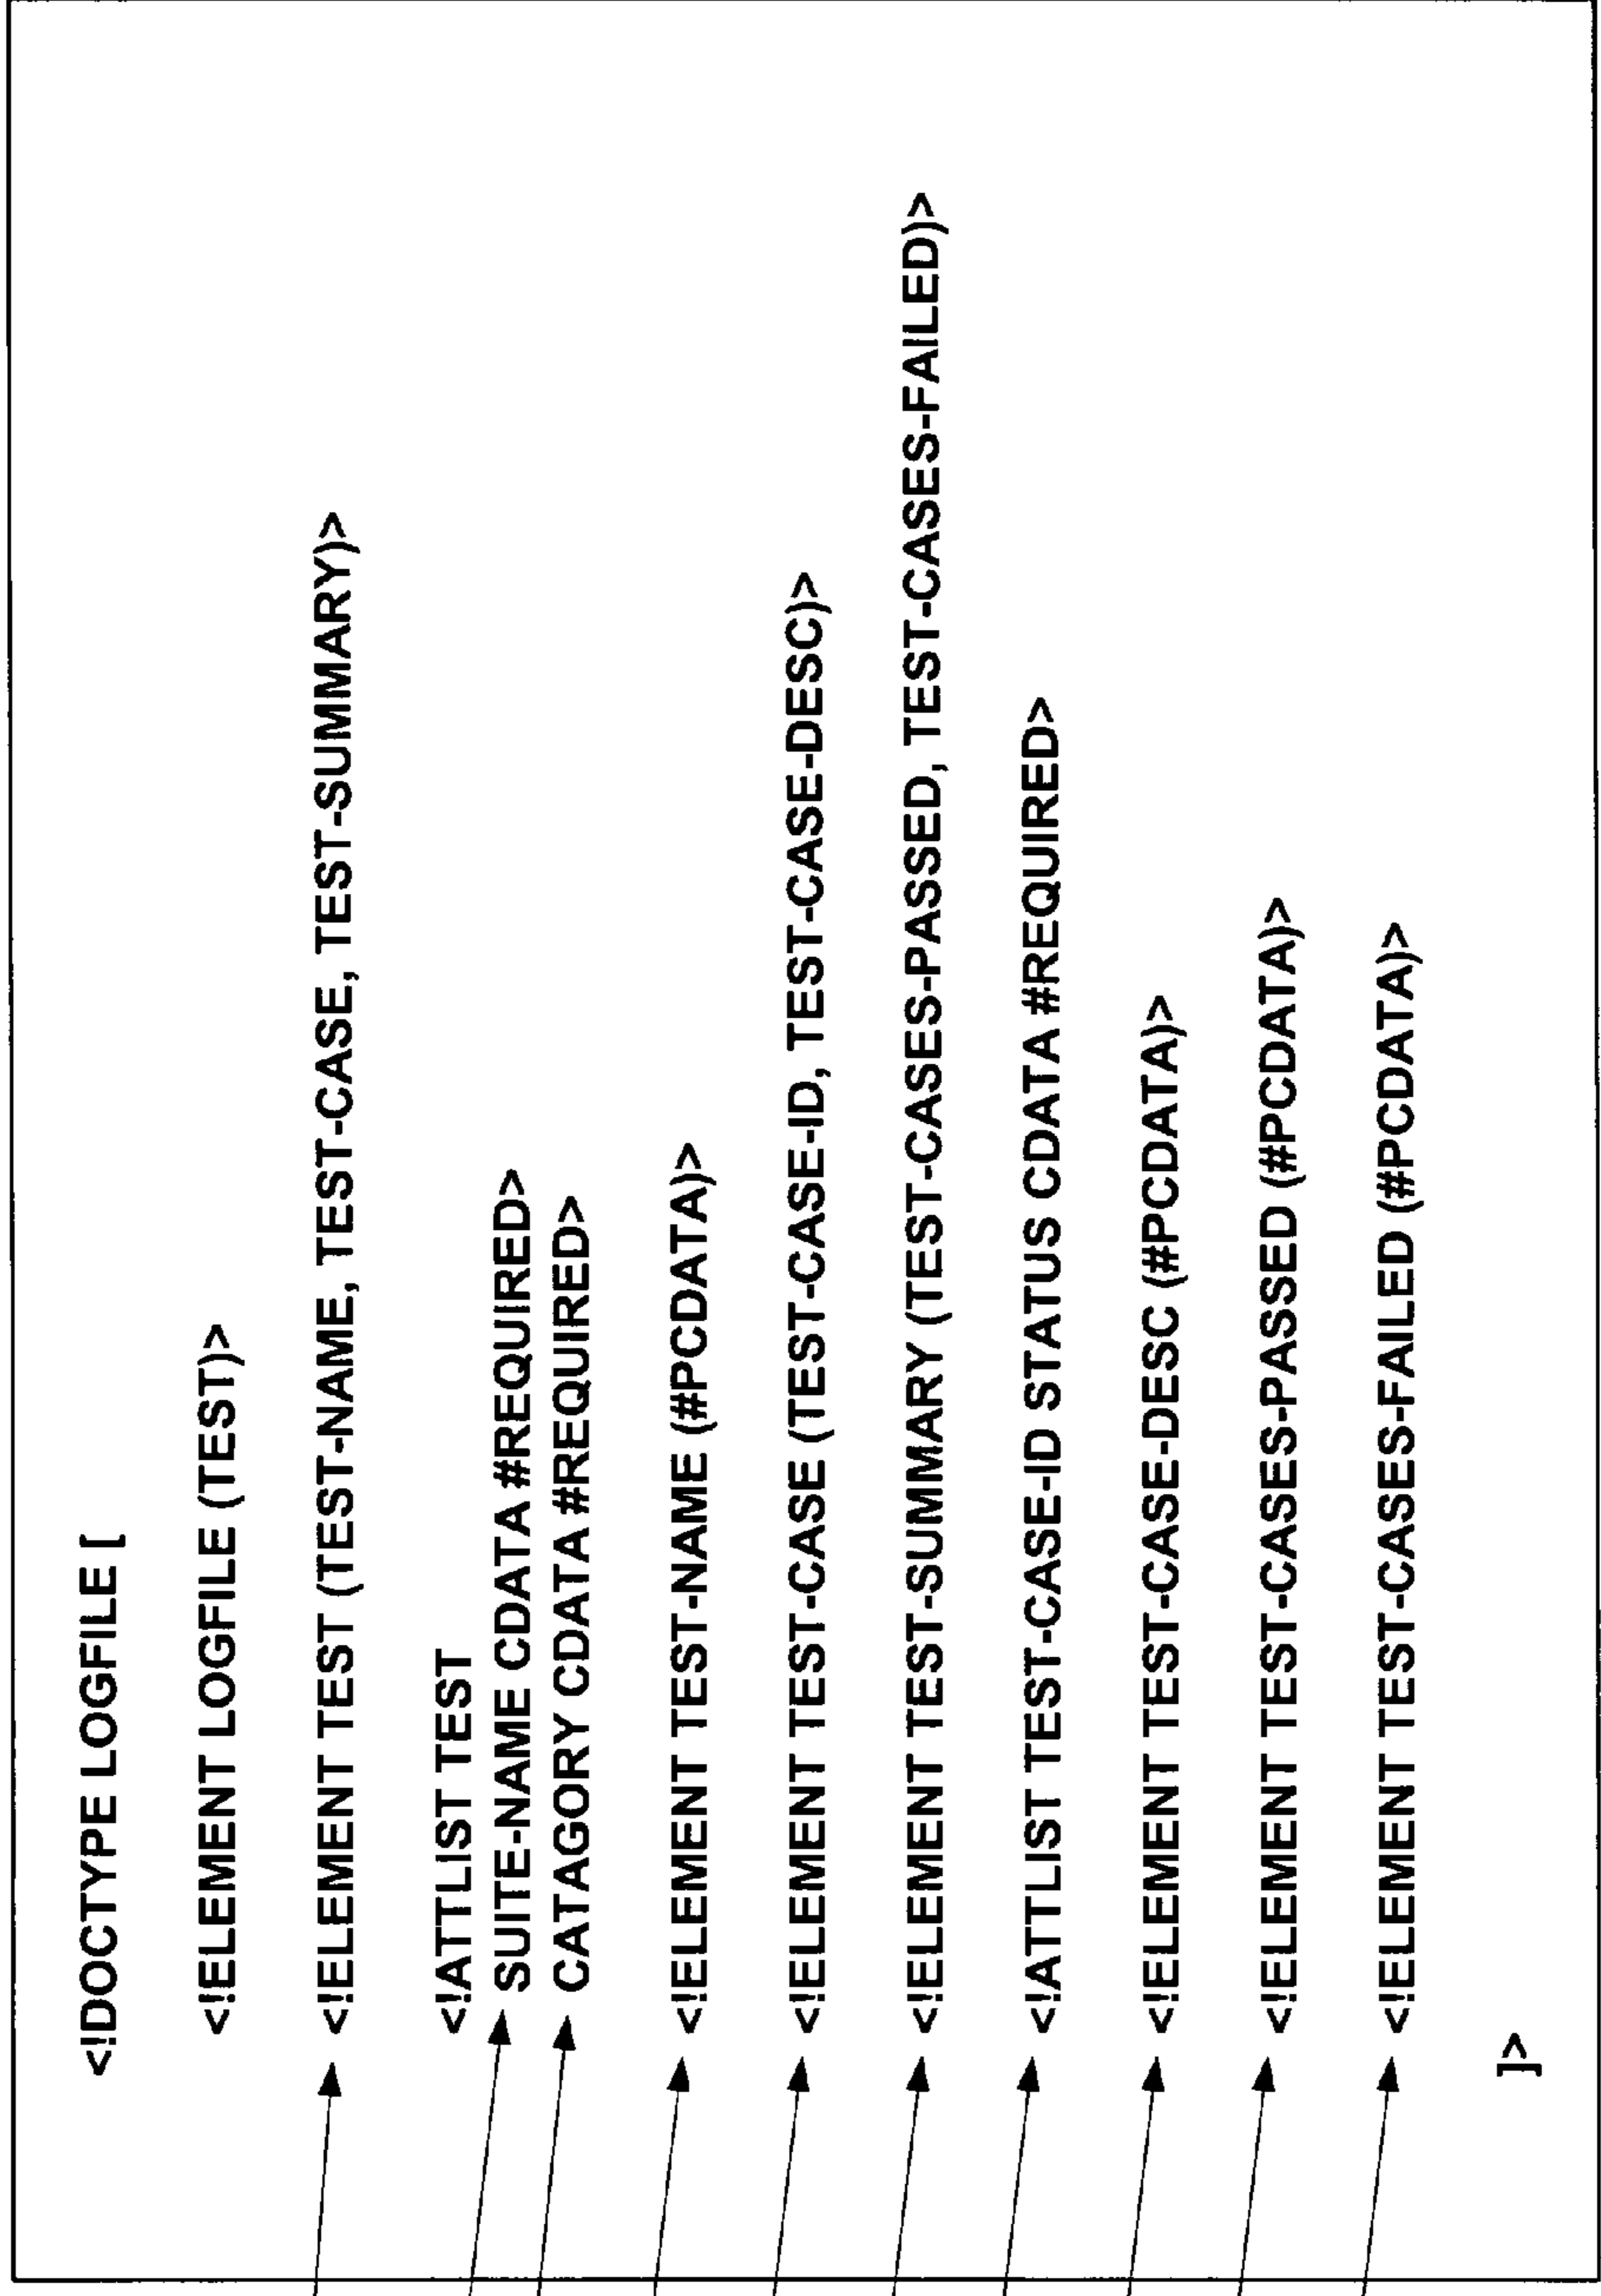 <!DOCTYPE LOGFILE [
<!ELEMENT LOGFILE (TEST)>
<!ELEMENT TEST (TEST-NAME, TEST-CASE, TEST-SUMMARY)>
<!ATTLIST TEST
SUITE-NAME CDATA #REQUIRED>
CATAGORY CDATA #REQUIRED>
<!ELEMENT TEST-NAME (#PCDATA)>
<!ELEMENT TEST-CASE (TEST-CASE-ID, TEST-CASE-DESC)>
<!ELEMENT TEST-SUMMARY (TEST-CASES-PASSED, TEST-CASES-FAILED)>
<!ATTLIST TEST-CASE-ID STATUS CDATA #REQUIRED>
<!ELEMENT TEST-CASE-DESC (#PCDATA)>
<!ELEMENT TEST-CASES-PASSED (#PCDATA)>
<!ELEMENT TEST-CASES-FAILED (#PCDATA)>
]>